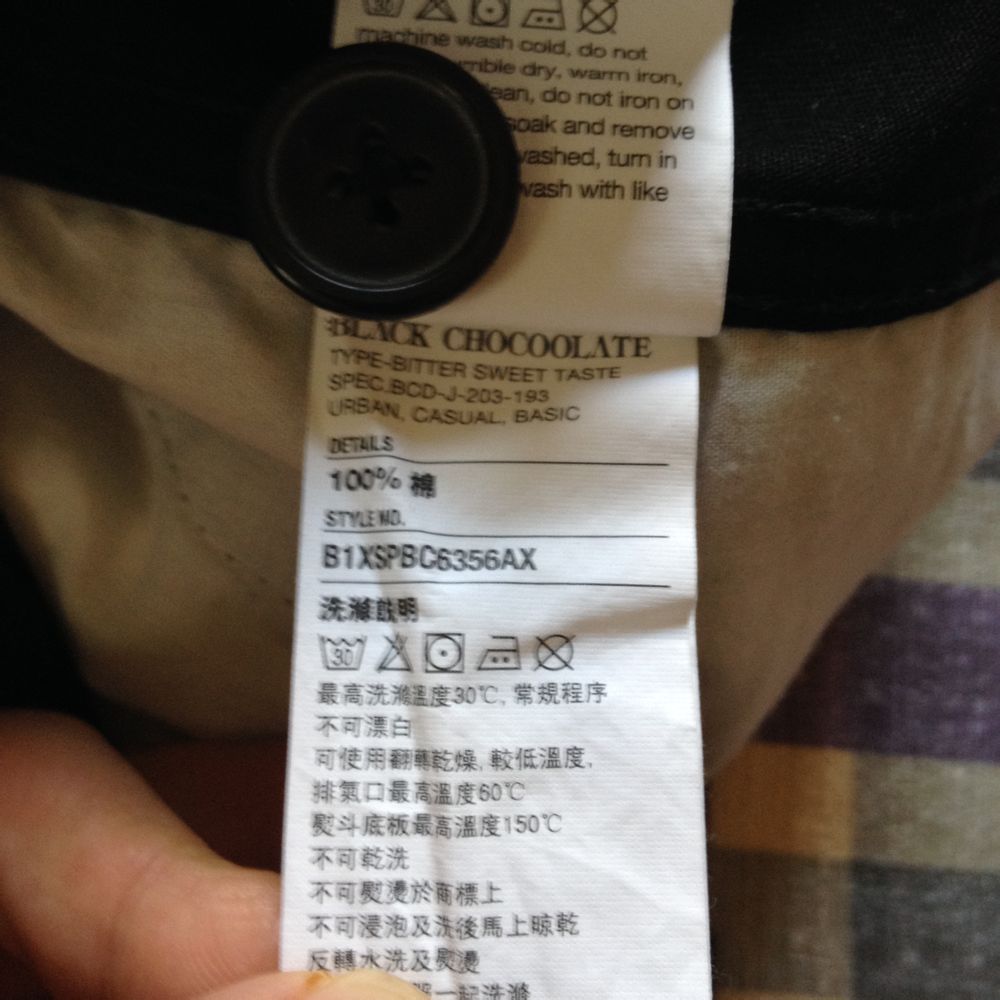 machine wash cold, do not
mble dry, warm iron,
ean, do not iron on
soak and remove
washed, turn in
wash with like
BLACK CHOCOOLATE
TYPE-BITTER SWEET TASTE
SPEC.BCD-J-203-193
URBAN, CASUAL, BASIC
DETAILS
100% 棉
STYLE NO.
B1XSPBC6356AX
洗滌說明
30
最高洗滌溫度30℃, 常規程序
不可漂白
可使用翻轉乾燥, 較低溫度,
排氣口最高溫度60℃
熨斗底板最高溫度150℃
不可乾洗
不可熨燙於商標上
不可浸泡及洗後馬上晾乾
反轉水洗及熨燙
一起洗滌